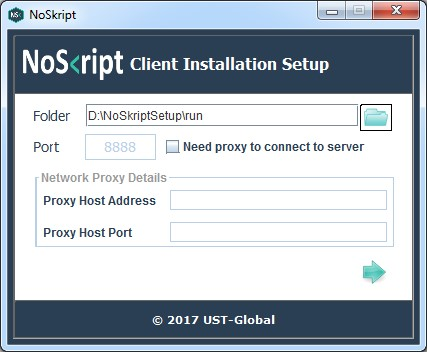 NoSkript
NoSkript Client Installation Setup
Folder D:\NoSkriptSetup\run
Port 8888 Need proxy to connect to server
Network Proxy Details
Proxy Host Address
Proxy Host Port
© 2017 UST-Global